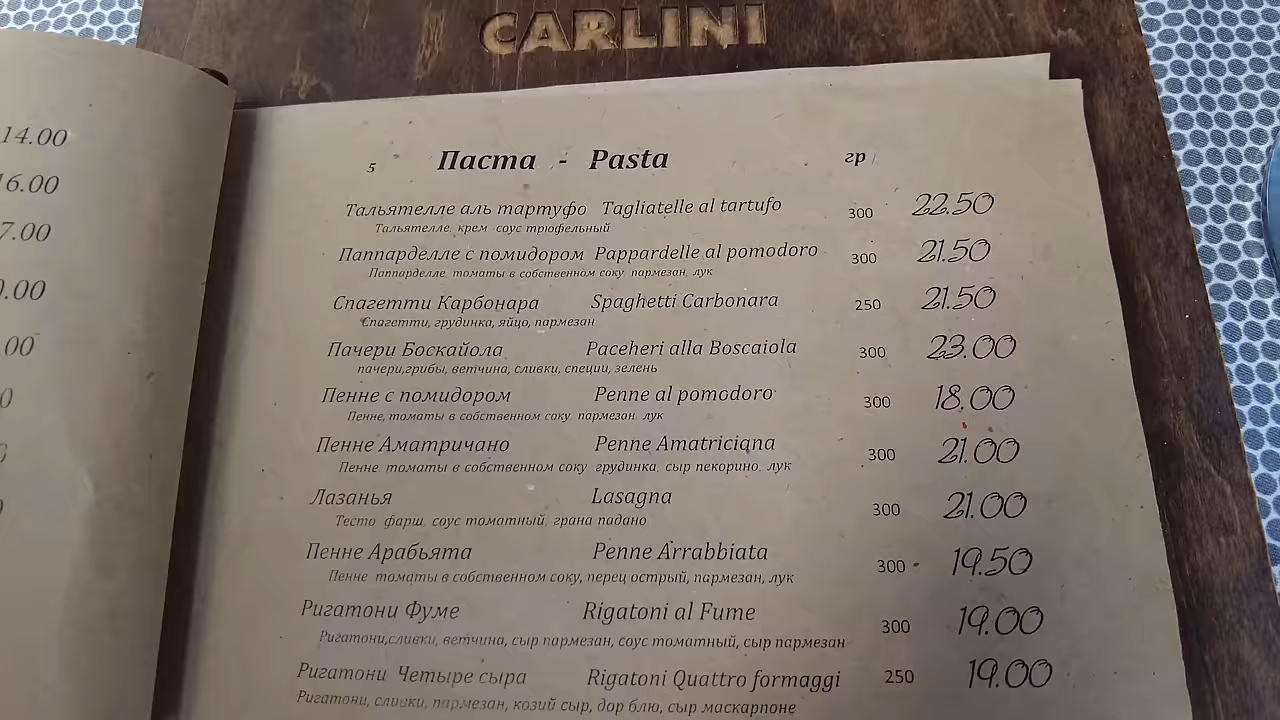 CARLINI
14.00
16.00
7.00
0.00
.00
0
5 Паста - Pasta гр
Тальятелле аль тартуфо Tagliatelle al tartufo 300 22.50
Тальятелле, крем соус трюфельный
Паппарделле с помидором Pappardelle al pomodoro 300 21.50
Паппарделле, томаты в собственном соку, пармезан, лук
Спагетти Карбонара Spaghetti Carbonara 250 21.50
Спагетти, грудинка, яйцо, пармезан
Пачери Боскайола Paceheri alla Boscaiola 300 23.00
пачери,грибы, ветчина, сливки, специи, зелень
Пенне с помидором Penne al pomodoro 300 18.00
Пенне, томаты в собственном соку, пармезан, лук
Пенне Аматричано Penne Amatriciana 300 21.00
Пенне, томаты в собственном соку, грудинка, сыр пекорино, лук
Лазанья Lasagna 300 21.00
Тесто фарш, соус томатный, грана падано
Пенне Арабьята Penne Arrabbiata 300 19.50
Пенне томаты в собственном соку, перец острый, пармезан, лук
Ригатони Фуме Rigatoni al Fume 300 19.00
Ригатони,сливки, ветчина, сыр пармезан, соус томатный, сыр пармезан
Ригатони Четыре сыра Rigatoni Quattro formaggi 250 19.00
Ригатони, сливки, пармезан, козий сыр, дор блю, сыр маскарпоне